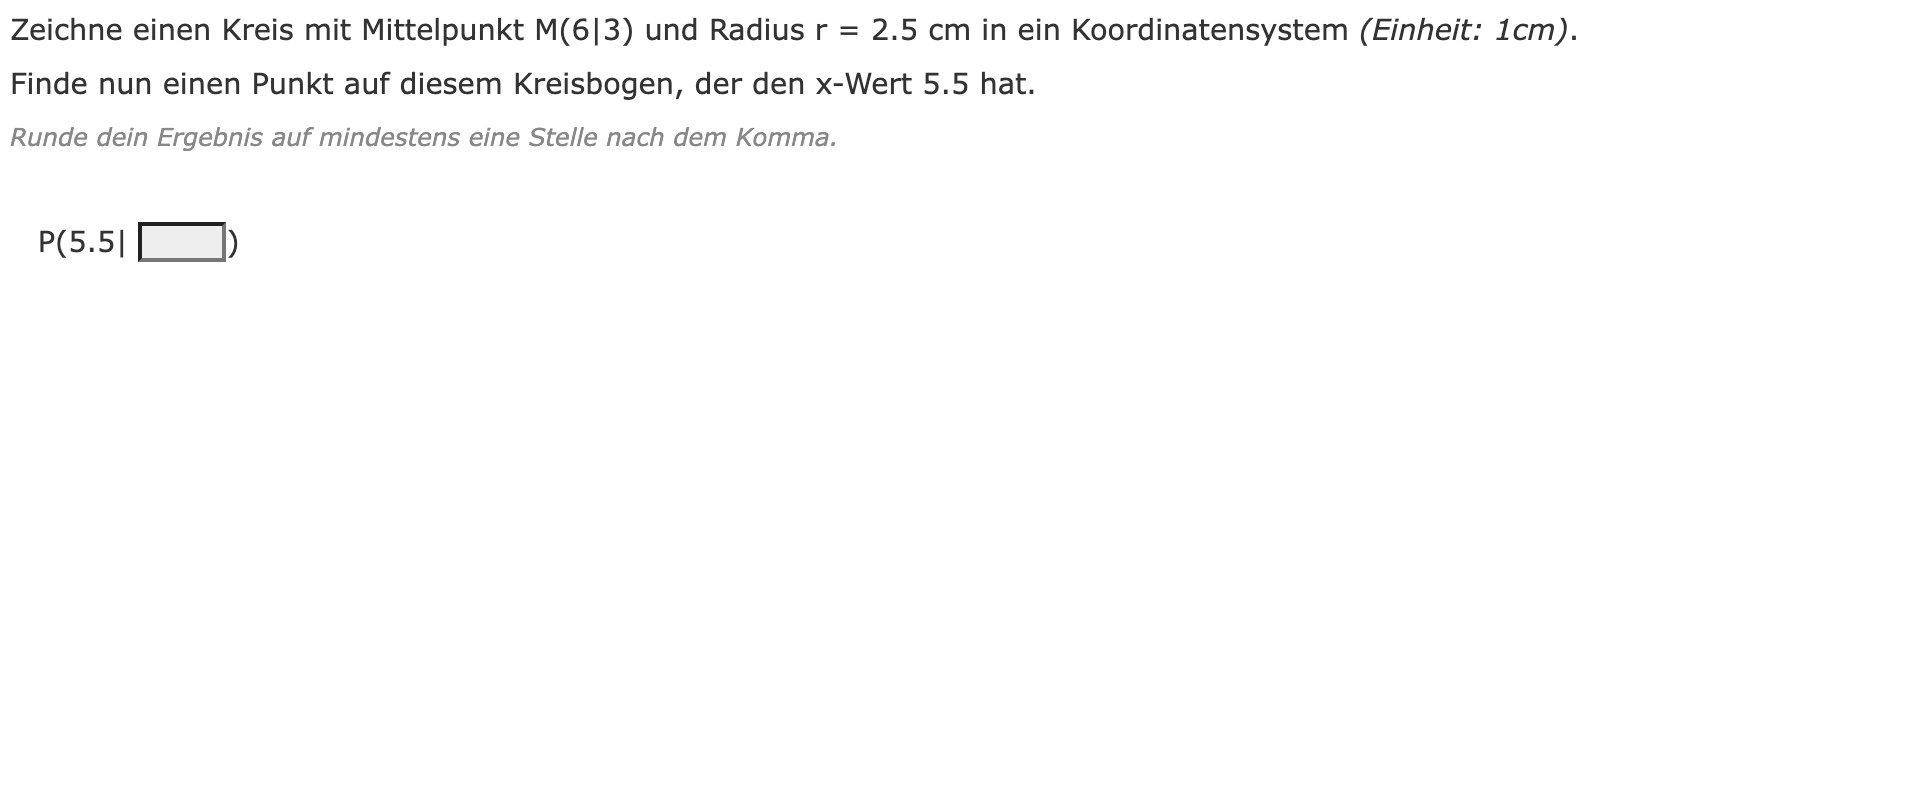 Zeichne einen Kreis mit Mittelpunkt M(6|3) und Radius r = 2.5 cm in ein Koordinatensystem (Einheit: 1cm).
Finde nun einen Punkt auf diesem Kreisbogen, der den x-Wert 5.5 hat.
Runde dein Ergebnis auf mindestens eine Stelle nach dem Komma.
P(5.5| )